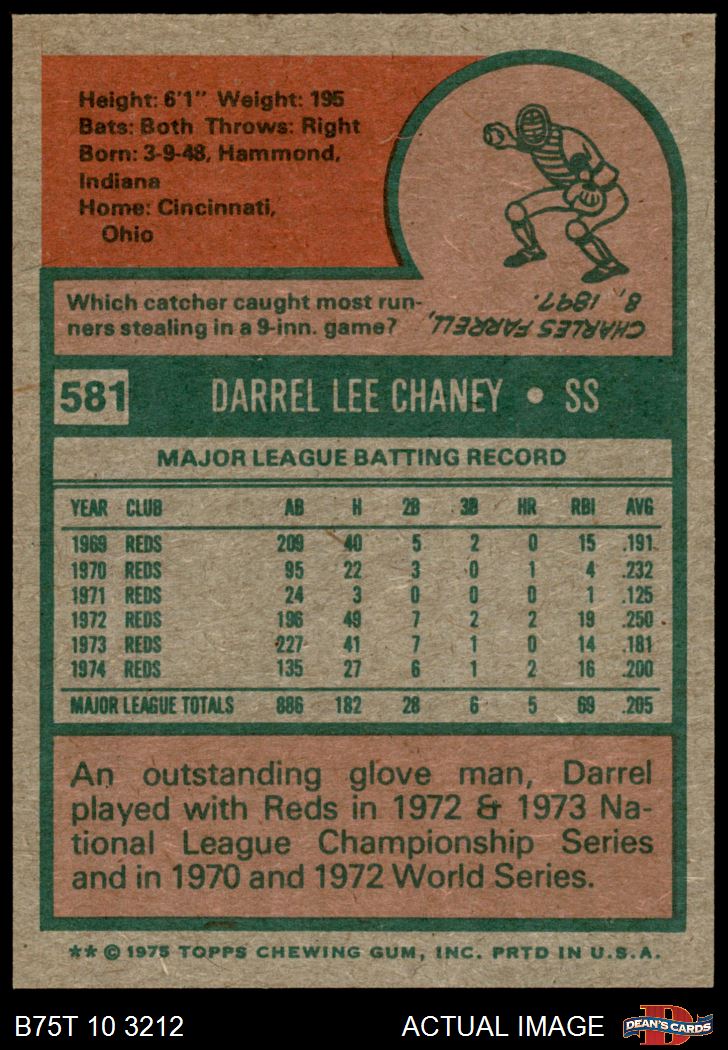 Height: 6'1" Weight: 195
Bats: Both Throws: Right
Born: 3-9-48, Hammond,
Indiana
Home: Cincinnati,
Ohio
Which catcher caught most run-
ners stealing in a 9-inn. game?
CHARLES FARRELL,
8, 1897.
581 DARREL LEE CHANEY • SS
MAJOR LEAGUE BATTING RECORD
YEAR CLUB AB H 2B 3B HR RBI AVG
1969 REDS 209 40 5 2 0 15 .191
1970 REDS 95 22 3 0 1 4 .232
1971 REDS 24 3 0 0 0 1 .125
1972 REDS 196 49 7 2 2 19 .250
1973 REDS 227 41 7 1 0 14 .181
1974 REDS 135 27 6 1 2 16 .200
MAJOR LEAGUE TOTALS 886 182 28 6 5 69 .205
An outstanding glove man, Darrel
played with Reds in 1972 & 1973 Na-
tional League Championship Series
and in 1970 and 1972 World Series.
** © 1975 TOPPS CHEWING GUM, INC. PRTD IN U.S.A.
B75T 10 3212 ACTUAL IMAGE
D
DEAN'S CARDS